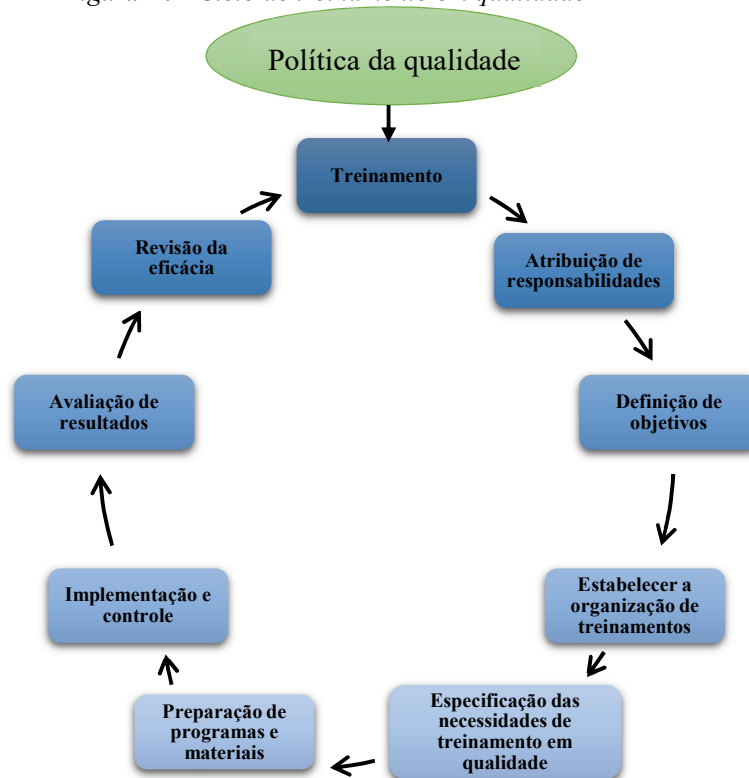 Política da qualidade
Treinamento
Atribuição de
responsabilidades
Definição de
objetivos
Estabelecer a
organização de
treinamentos
Especificação das
necessidades de
treinamento em
qualidade
Preparação de
programas e
materiais
Implementação e
controle
Avaliação de
resultados
Revisão da
eficácia